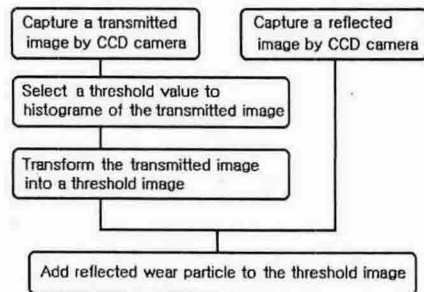 Capture a transmitted
image by CCD camera
Capture a reflected
image by CCD camera
Select a threshold value to
histograme of the transmitted image
Transform the transmitted image
into a threshold image
Add reflected wear particle to the threshold image